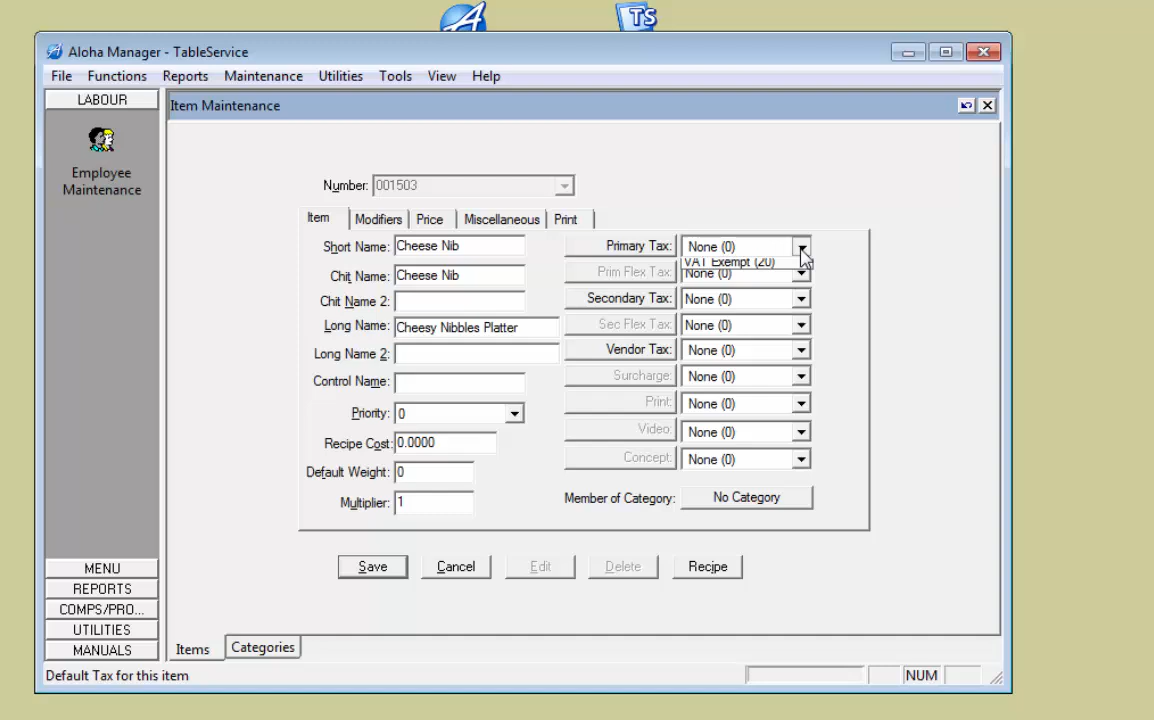 TS
Aloha Manager - TableService
File Functions Reports Maintenance Utilities Tools View Help
LABOUR
Item Maintenance
Employee
Maintenance
Number: 001503
Item Modifiers Price Miscellaneous Print
Short Name: Cheese Nib Primary Tax: None (0)
VAT Exempt (20)
Chit Name: Cheese Nib Prim Flex Tax: None (0)
Chit Name 2: Secondary Tax: None (0)
Long Name: Cheesy Nibbles Platter Sec Flex Tax: None (0)
Long Name 2: Vendor Tax: None (0)
Control Name: Surcharge: None (0)
Priority: 0 Print: None (0)
Recipe Cost: 0.0000 Video: None (0)
Default Weight: 0 Concept: None (0)
Multiplier: 1 Member of Category: No Category
Save Cancel Edit Delete Recipe
MENU
REPORTS
COMPS/PRO...
UTILITIES
MANUALS
Items Categories
Default Tax for this item NUM